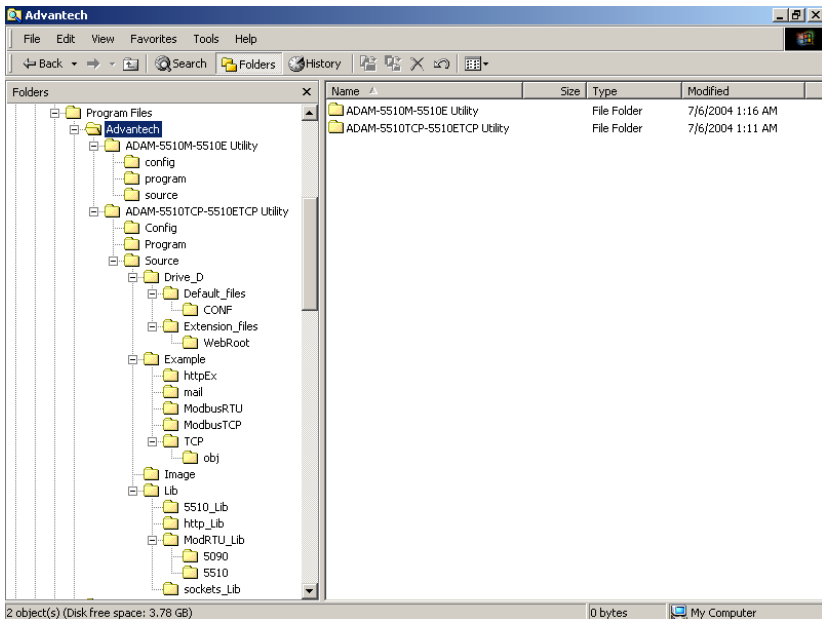 Advantech
File Edit View Favorites Tools Help
Back Search Folders History
Folders
Name Size Type Modified
Program Files
Advantech
ADAM-5510M-5510E Utility
config
program
source
ADAM-5510TCP-5510ETCP Utility
Config
Program
Source
Drive_D
Default_files
CONF
Extension_files
WebRoot
Example
httpEx
mail
ModbusRTU
ModbusTCP
TCP
obj
Image
Lib
5510_Lib
http_Lib
ModRTU_Lib
5090
5510
sockets_Lib
ADAM-5510M-5510E Utility File Folder 7/6/2004 1:16 AM
ADAM-5510TCP-5510ETCP Utility File Folder 7/6/2004 1:11 AM
2 object(s) (Disk free space: 3.78 GB) 0 bytes My Computer